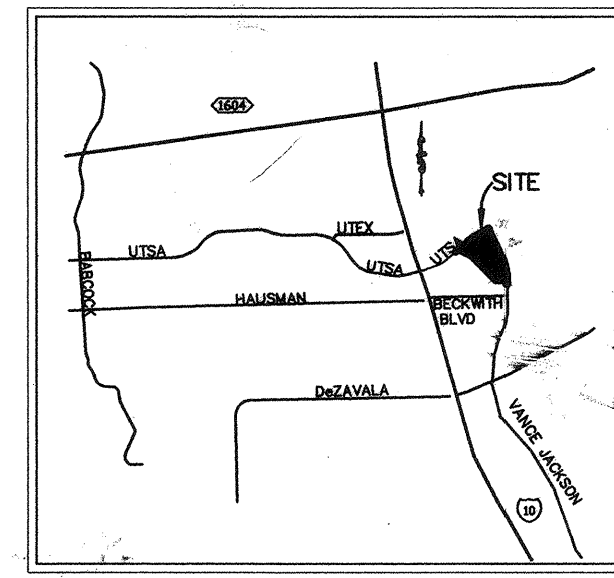 1604
SITE
UTEX
UTSA
UTSA
UTSA
BABCOCK
HAUSMAN
BECKWITH
BLVD
DeZAVALA
VANCE JACKSON
10